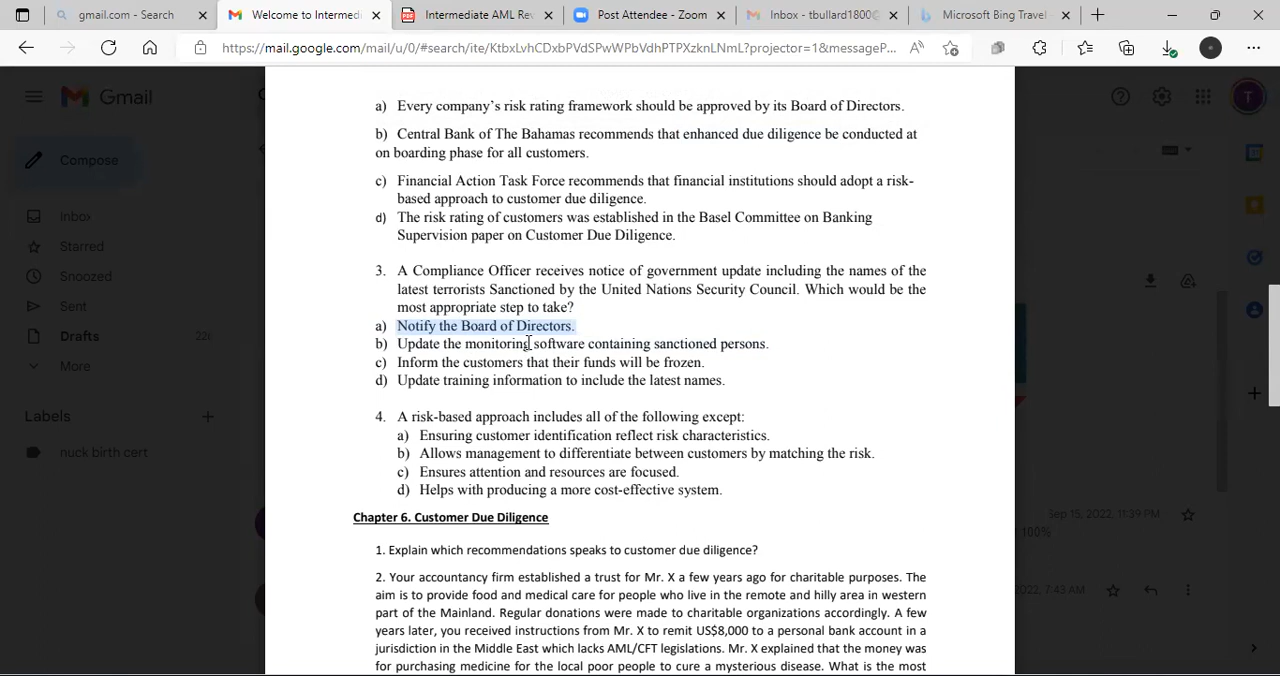 gmail.com - Search
Welcome to Intermedi
Intermediate AML Rev
Post Attendee - Zoom
Inbox - tbullard1800@
Microsoft Bing Travel -
https://mail.google.com/mail/u/0/#search/ite/KtbxLvhCDxbPVdSPwWPbVdhPTPXzknLNmL?projector=1&messageP...
Gmail
Compose
Inbox
Starred
Snoozed
Sent
Drafts
More
Labels
nuck birth cert
a) Every company's risk rating framework should be approved by its Board of Directors.
b) Central Bank of The Bahamas recommends that enhanced due diligence be conducted at
on boarding phase for all customers.
c) Financial Action Task Force recommends that financial institutions should adopt a risk-
based approach to customer due diligence.
d) The risk rating of customers was established in the Basel Committee on Banking
Supervision paper on Customer Due Diligence.
3. A Compliance Officer receives notice of government update including the names of the
latest terrorists Sanctioned by the United Nations Security Council. Which would be the
most appropriate step to take?
a) Notify the Board of Directors.
b) Update the monitoring software containing sanctioned persons.
c) Inform the customers that their funds will be frozen.
d) Update training information to include the latest names.
4. A risk-based approach includes all of the following except:
a) Ensuring customer identification reflect risk characteristics.
b) Allows management to differentiate between customers by matching the risk.
c) Ensures attention and resources are focused.
d) Helps with producing a more cost-effective system.
Chapter 6. Customer Due Diligence
1. Explain which recommendations speaks to customer due diligence?
2. Your accountancy firm established a trust for Mr. X a few years ago for charitable purposes. The
aim is to provide food and medical care for people who live in the remote and hilly area in western
part of the Mainland. Regular donations were made to charitable organizations accordingly. A few
years later, you received instructions from Mr. X to remit US$8,000 to a personal bank account in a
jurisdiction in the Middle East which lacks AML/CFT legislations. Mr. X explained that the money was
for purchasing medicine for the local poor people to cure a mysterious disease. What is the most
T
Sep 15, 2022, 11:39 PM
100%
2022, 7:43 AM